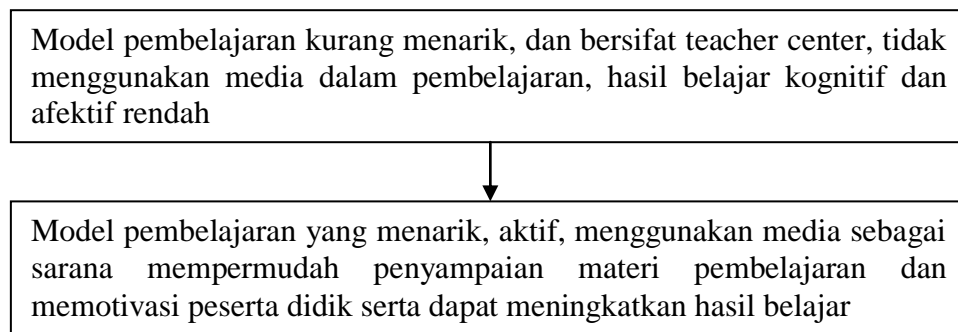 Model pembelajaran kurang menarik, dan bersifat teacher center, tidak
menggunakan media dalam pembelajaran, hasil belajar kognitif dan
afektif rendah
Model pembelajaran yang menarik, aktif, menggunakan media sebagai
sarana mempermudah penyampaian materi pembelajaran dan
memotivasi peserta didik serta dapat meningkatkan hasil belajar